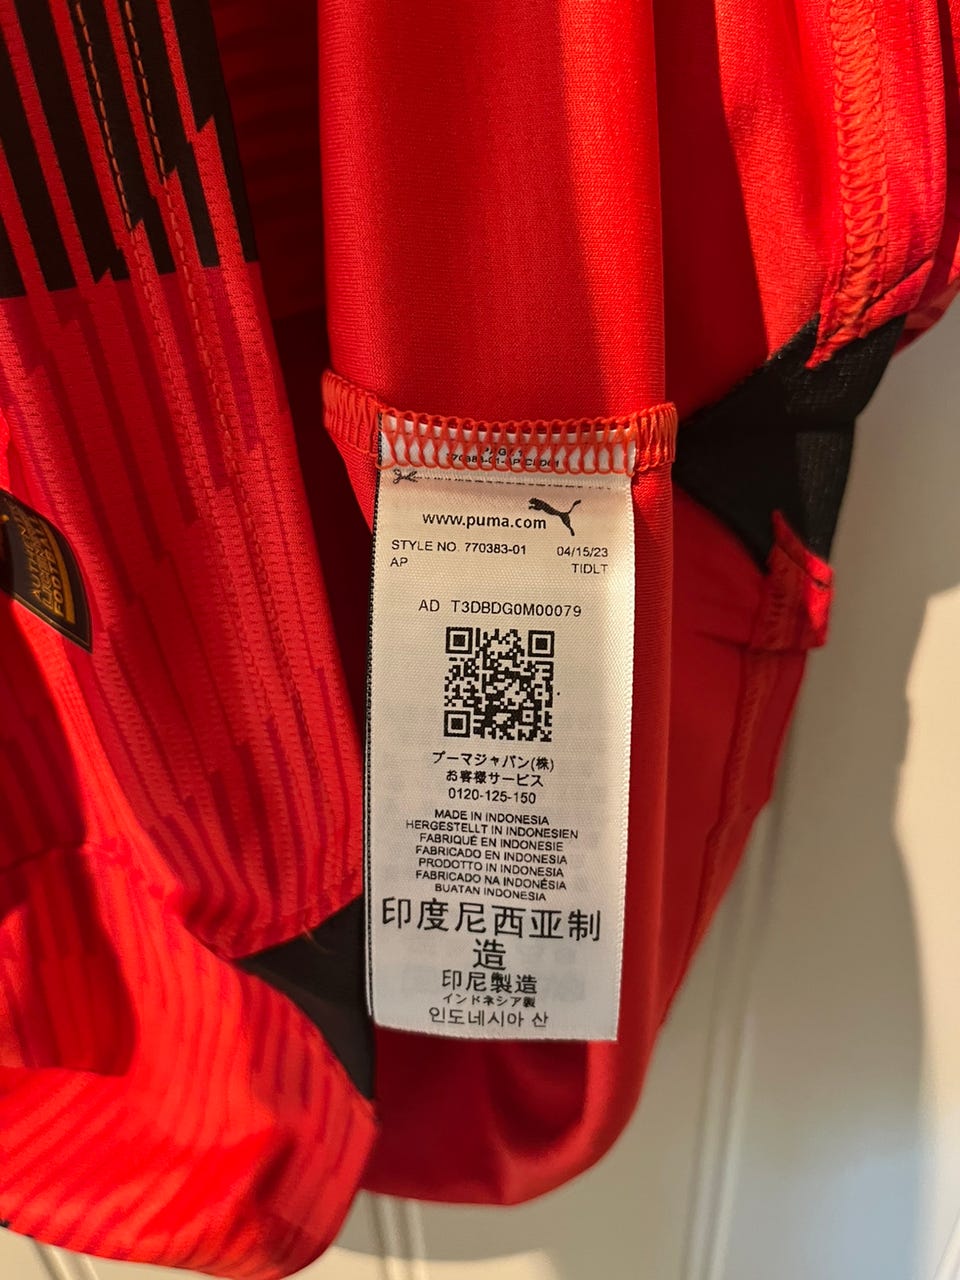 www.puma.com
STYLE NO. 770383-01 04/15/23
AP TIDLT
AD T3DBDG0M00079
プーマジャパン(株)
お客様サービス
0120-125-150
MADE IN INDONESIA
HERGESTELLT IN INDONESIEN
FABRIQUÉ EN INDONESIE
FABRICADO EN INDONESIA
PRODOTTO IN INDONESIA
FABRICADO NA INDONÉSIA
BUATAN INDONESIA
印度尼西亚制
造
印尼製造
インドネシア製
인도네시아 산
AUTHENTIC
LICENSED
FOOTBALL